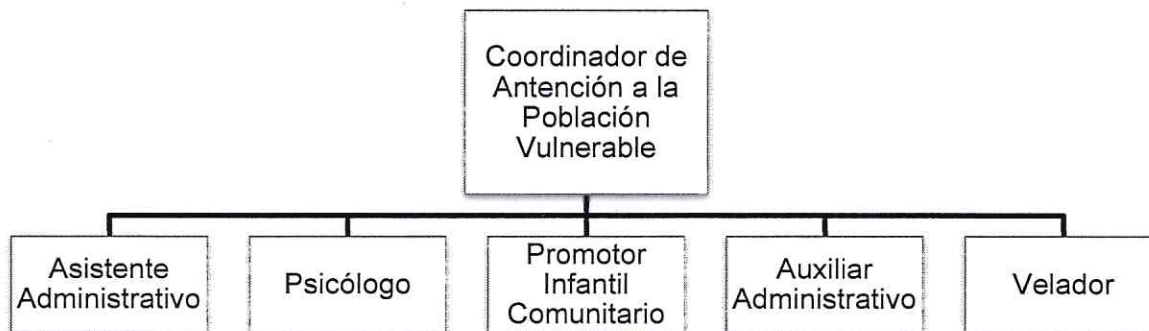 Coordinador de
Antención a la
Población
Vulnerable
Asistente
Administrativo
Psicólogo
Promotor
Infantil
Comunitario
Auxiliar
Administrativo
Velador